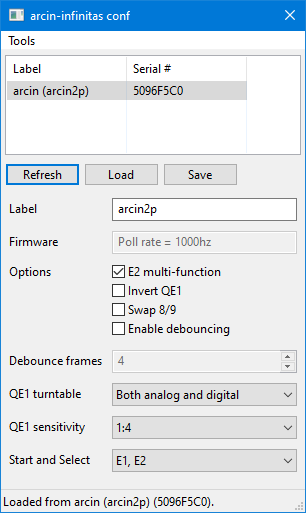 arcin-infinitas conf
Tools
Label Serial #
arcin (arcin2p) 5096F5C0
Refresh Load Save
Label arcin2p
Firmware Poll rate = 1000hz
Options E2 multi-function
Invert QE1
Swap 8/9
Enable debouncing
Debounce frames 4
QE1 turntable Both analog and digital
QE1 sensitivity 1:4
Start and Select E1, E2
Loaded from arcin (arcin2p) (5096F5C0).